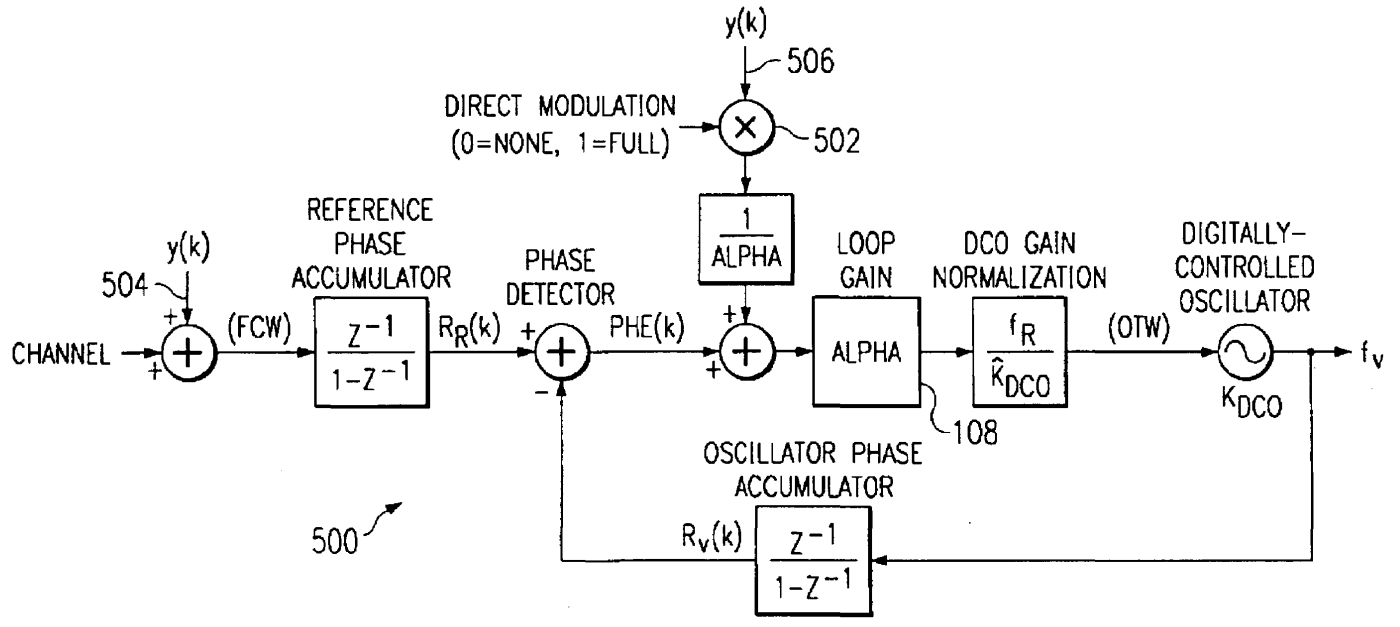 y(k)
506
DIRECT MODULATION
(0=NONE, 1=FULL)
×
502
1
ALPHA
REFERENCE
PHASE
ACCUMULATOR
PHASE
DETECTOR
LOOP
GAIN
DCO GAIN
NORMALIZATION
DIGITALLY-
CONTROLLED
OSCILLATOR
y(k)
504
+
CHANNEL
+
+
(FCW)
Z⁻¹
1-Z⁻¹
R_R(k)
+
+
-
PHE(k)
+
+
+
ALPHA
108
f_R
K̂_DCO
(OTW)
K_DCO
f_v
OSCILLATOR PHASE
ACCUMULATOR
R_v(k)
Z⁻¹
1-Z⁻¹
500